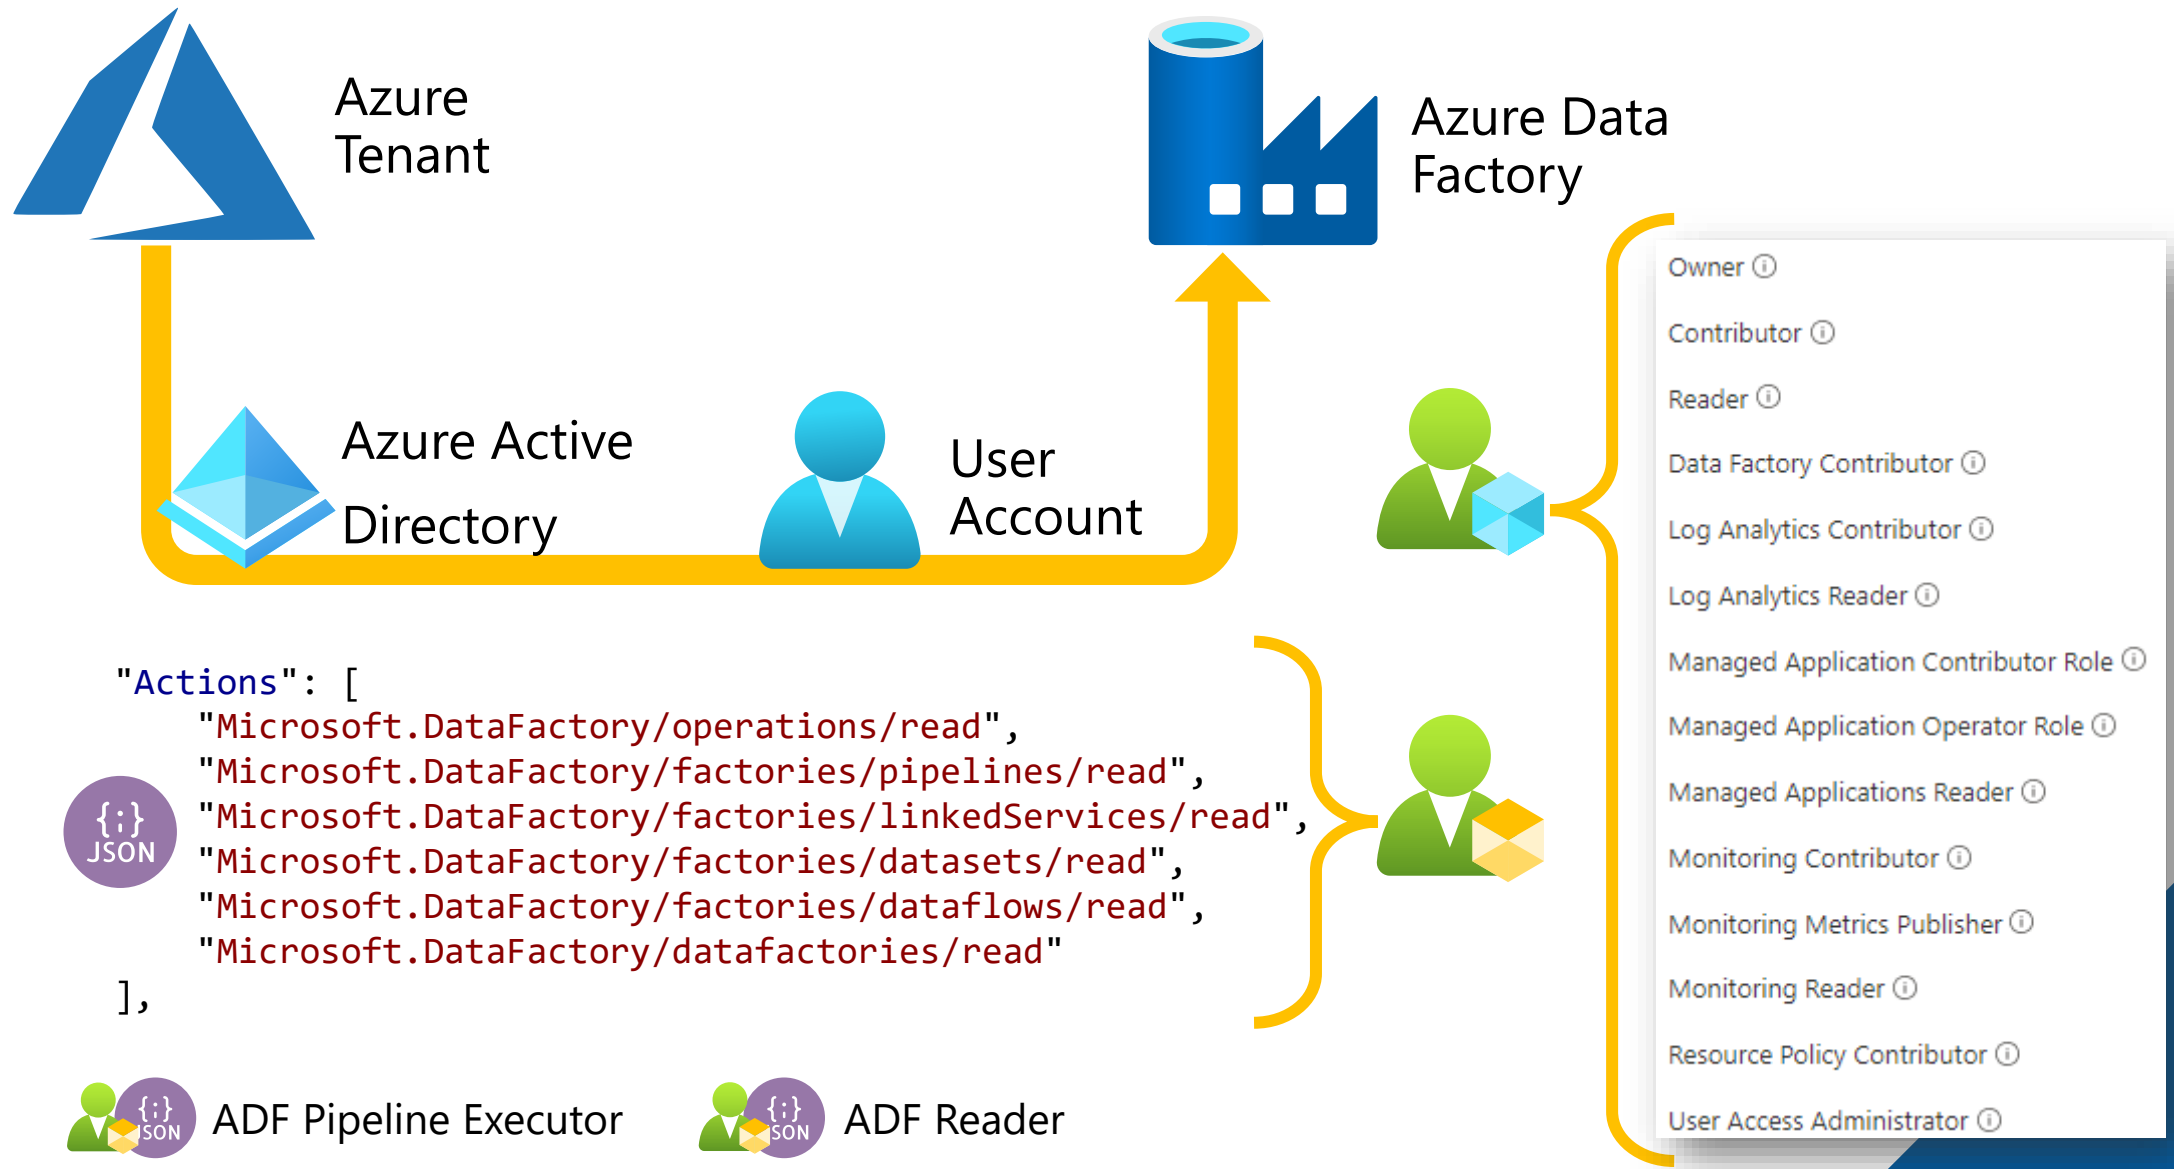 Azure
Tenant
Azure Data
Factory
Azure Active
Directory
User
Account
Owner
Contributor
Reader
Data Factory Contributor
Log Analytics Contributor
Log Analytics Reader
Managed Application Contributor Role
Managed Application Operator Role
Managed Applications Reader
Monitoring Contributor
Monitoring Metrics Publisher
Monitoring Reader
Resource Policy Contributor
User Access Administrator
"Actions": [
"Microsoft.DataFactory/operations/read",
"Microsoft.DataFactory/factories/pipelines/read",
"Microsoft.DataFactory/factories/linkedServices/read",
"Microsoft.DataFactory/factories/datasets/read",
"Microsoft.DataFactory/factories/dataflows/read",
"Microsoft.DataFactory/datafactories/read"
],
{;}
JSON
{;}
JSON
ADF Pipeline Executor
{;}
JSON
ADF Reader